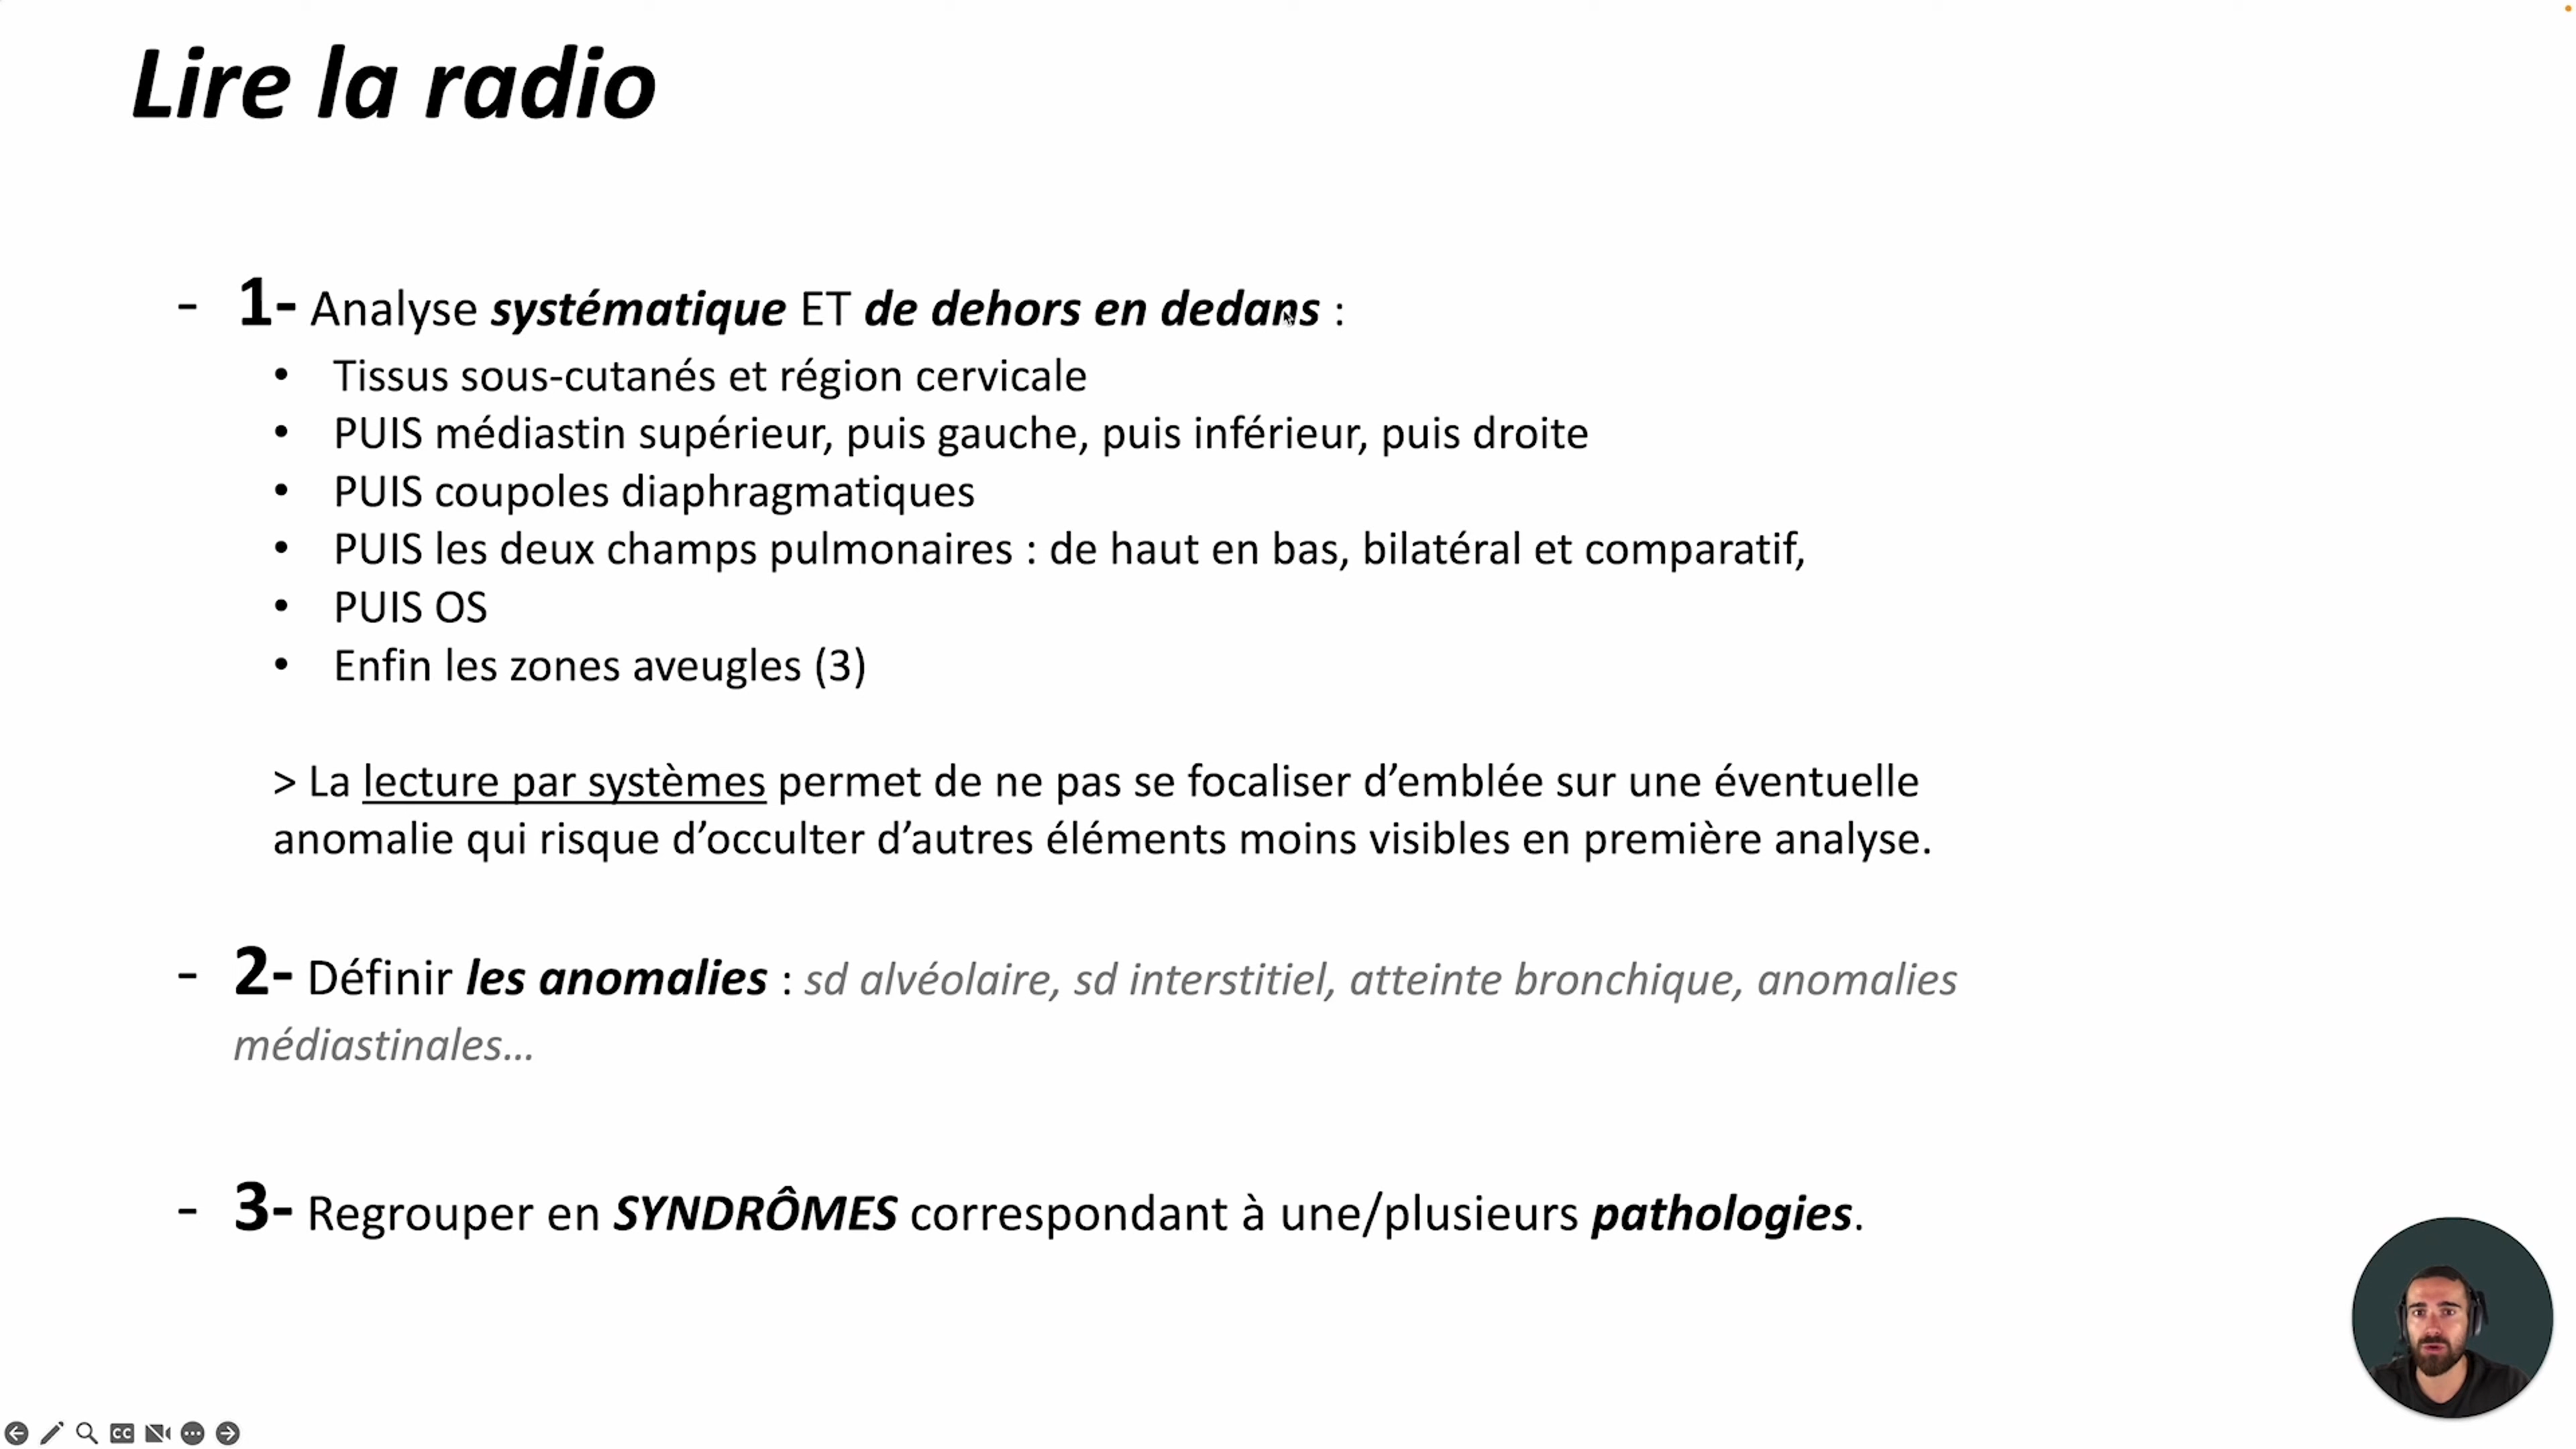 Lire la radio
- 1- Analyse systématique ET de dehors en dedans :
• Tissus sous-cutanés et région cervicale
• PUIS médiastin supérieur, puis gauche, puis inférieur, puis droite
• PUIS coupoles diaphragmatiques
• PUIS les deux champs pulmonaires : de haut en bas, bilatéral et comparatif,
• PUIS OS
• Enfin les zones aveugles (3)
> La lecture par systèmes permet de ne pas se focaliser d’emblée sur une éventuelle
anomalie qui risque d’occulter d’autres éléments moins visibles en première analyse.
- 2- Définir les anomalies : sd alvéolaire, sd interstitiel, atteinte bronchique, anomalies
médiastinales...
- 3- Regrouper en SYNDRÔMES correspondant à une/plusieurs pathologies.
CC